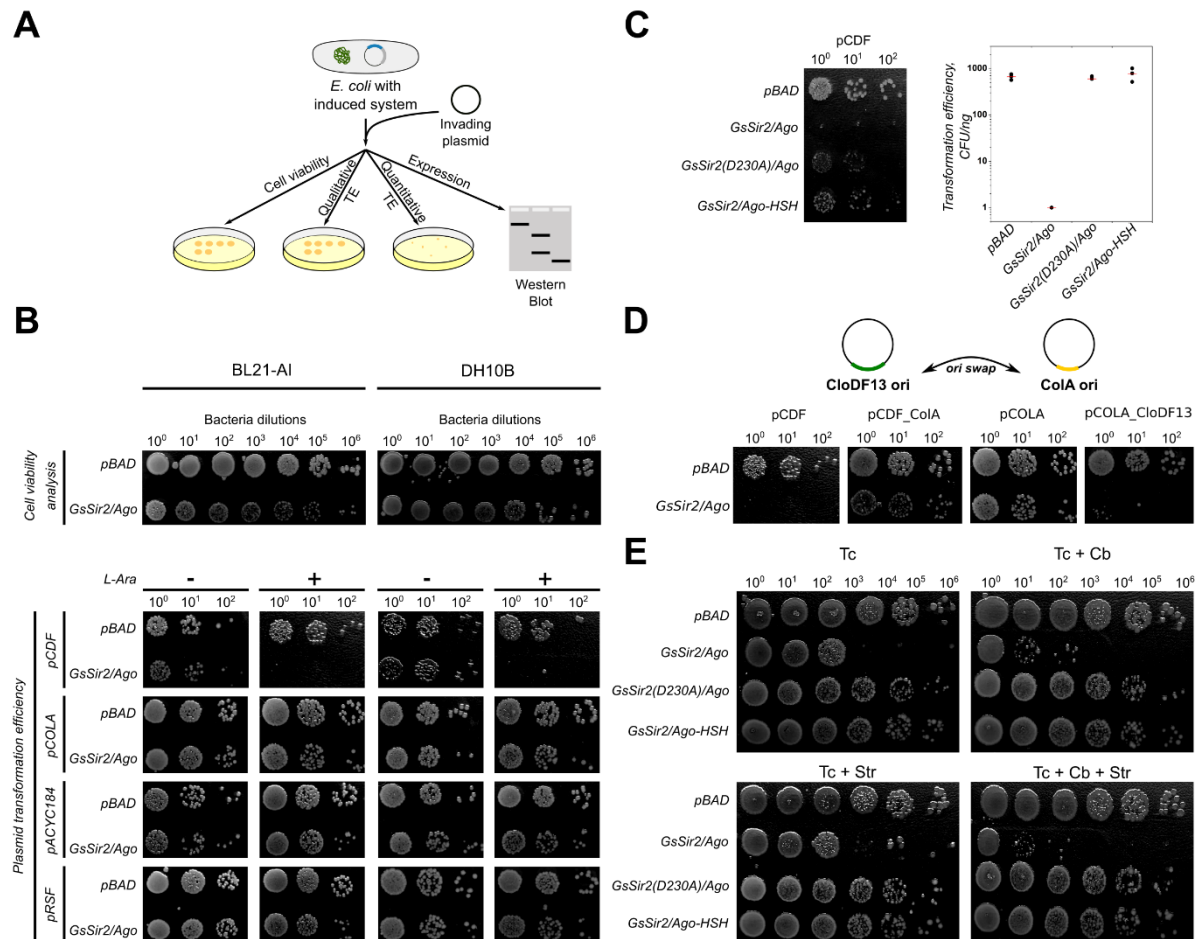 A
E. coli with
induced system
Invading
plasmid
Cell viability
Qualitative
TE
Quantitative
TE
Expression
Western
Blot
B
BL21-AI
DH10B
Bacteria dilutions
Bacteria dilutions
10⁰ 10¹ 10² 10³ 10⁴ 10⁵ 10⁶
10⁰ 10¹ 10² 10³ 10⁴ 10⁵ 10⁶
Cell viability
analysis
pBAD
GsSir2/Ago
L-Ara
- + - +
10⁰ 10¹ 10²
10⁰ 10¹ 10²
10⁰ 10¹ 10²
10⁰ 10¹ 10²
Plasmid transformation efficiency
pCDF
pBAD
GsSir2/Ago
pCOLA
pBAD
GsSir2/Ago
pACYC184
pBAD
GsSir2/Ago
pRSF
pBAD
GsSir2/Ago
C
pCDF
10⁰ 10¹ 10²
pBAD
GsSir2/Ago
GsSir2(D230A)/Ago
GsSir2/Ago-HSH
Transformation efficiency,
CFU/ng
1000
100
10
1
pBAD
GsSir2/Ago
GsSir2(D230A)/Ago
GsSir2/Ago-HSH
D
CloDF13 ori
ori swap
ColA ori
pCDF
pCDF_ColA
pCOLA
pCOLA_CloDF13
10⁰ 10¹ 10²
10⁰ 10¹ 10²
10⁰ 10¹ 10²
10⁰ 10¹ 10²
pBAD
GsSir2/Ago
E
Tc
Tc + Cb
10⁰ 10¹ 10² 10³ 10⁴ 10⁵ 10⁶
10⁰ 10¹ 10² 10³ 10⁴ 10⁵ 10⁶
pBAD
GsSir2/Ago
GsSir2(D230A)/Ago
GsSir2/Ago-HSH
Tc + Str
Tc + Cb + Str
pBAD
GsSir2/Ago
GsSir2(D230A)/Ago
GsSir2/Ago-HSH